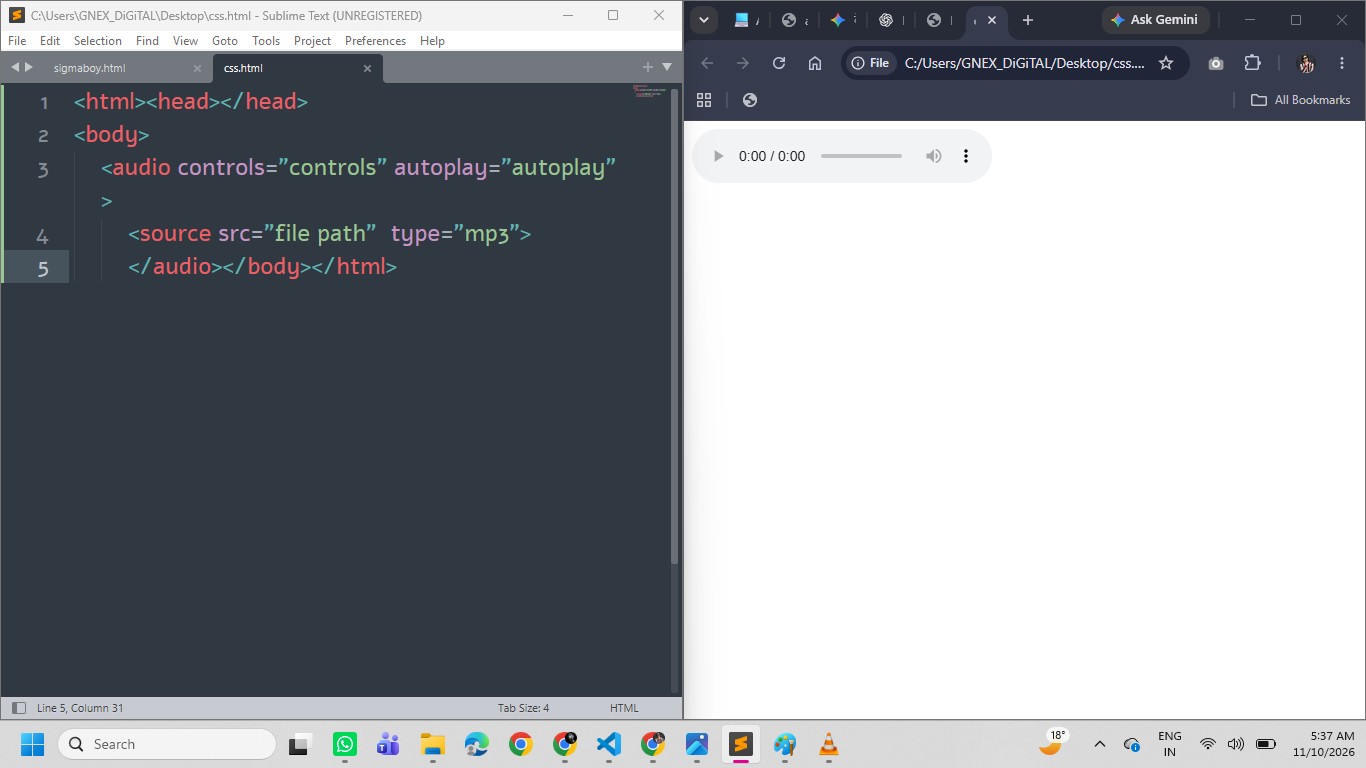 C:\Users\GNEX_DiGiTAL\Desktop\css.html - Sublime Text (UNREGISTERED)
File Edit Selection Find View Goto Tools Project Preferences Help
sigmaboy.html css.html
1 <html><head></head>
2 <body>
3 <audio controls="controls" autoplay="autoplay"
>
4 <source src="file path" type="mp3">
5 </audio></body></html>
Line 5, Column 31 Tab Size: 4 HTML
Ask Gemini
File C:/Users/GNEX_DiGiTAL/Desktop/css....
All Bookmarks
0:00 / 0:00
Search
18°
ENG
IN
5:37 AM
11/10/2026